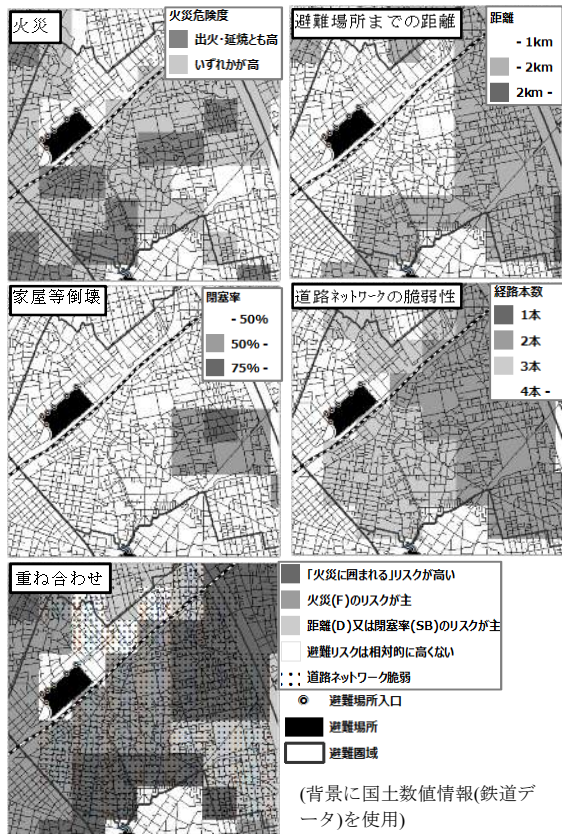 火災
火災危険度
出火・延焼とも高
いずれかが高
避難場所までの距離
距離
- 1km
- 2km
2km -
家屋等倒壊
閉塞率
- 50%
50% -
75% -
道路ネットワークの脆弱性
経路本数
1本
2本
3本
4本 -
重ね合わせ
「火災に囲まれる」リスクが高い
火災(F)のリスクが主
距離(D)又は閉塞率(SB)のリスクが主
避難リスクは相対的に高くない
道路ネットワーク脆弱
避難場所入口
避難場所
避難圏域
(背景に国土数値情報(鉄道デ
ータ)を使用)